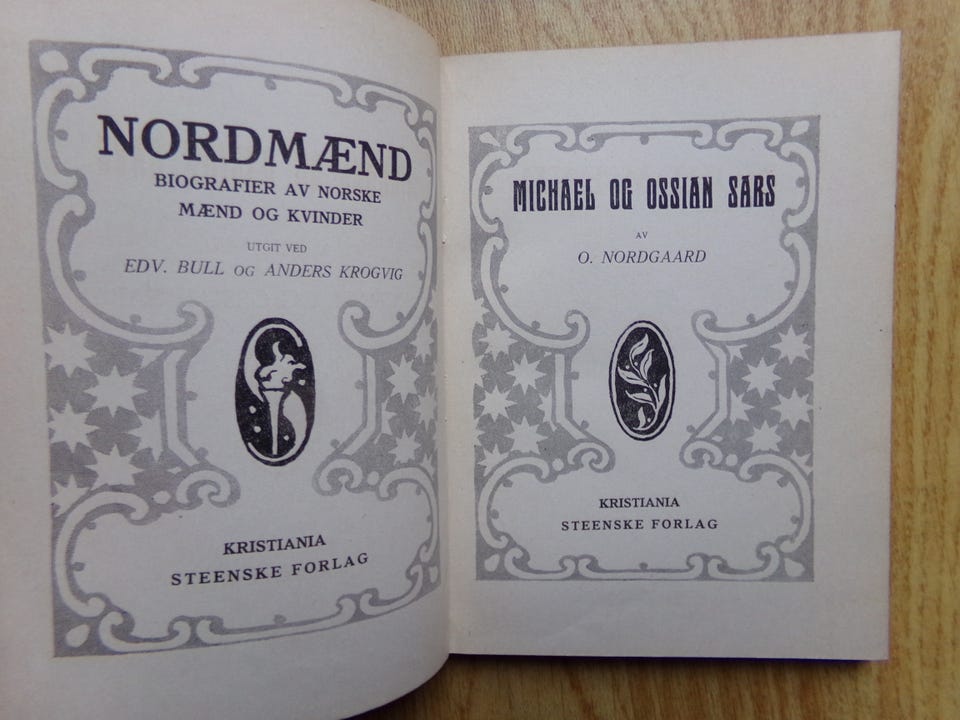 NORDMÆND
BIOGRAFIER AV NORSKE
MÆND OG KVINDER
UTGIT VED
EDV. BULL OG ANDERS KROGVIG
KRISTIANIA
STEENSKE FORLAG
MICHAEL OG OSSIAN SARS
AV
O. NORDGAARD
KRISTIANIA
STEENSKE FORLAG